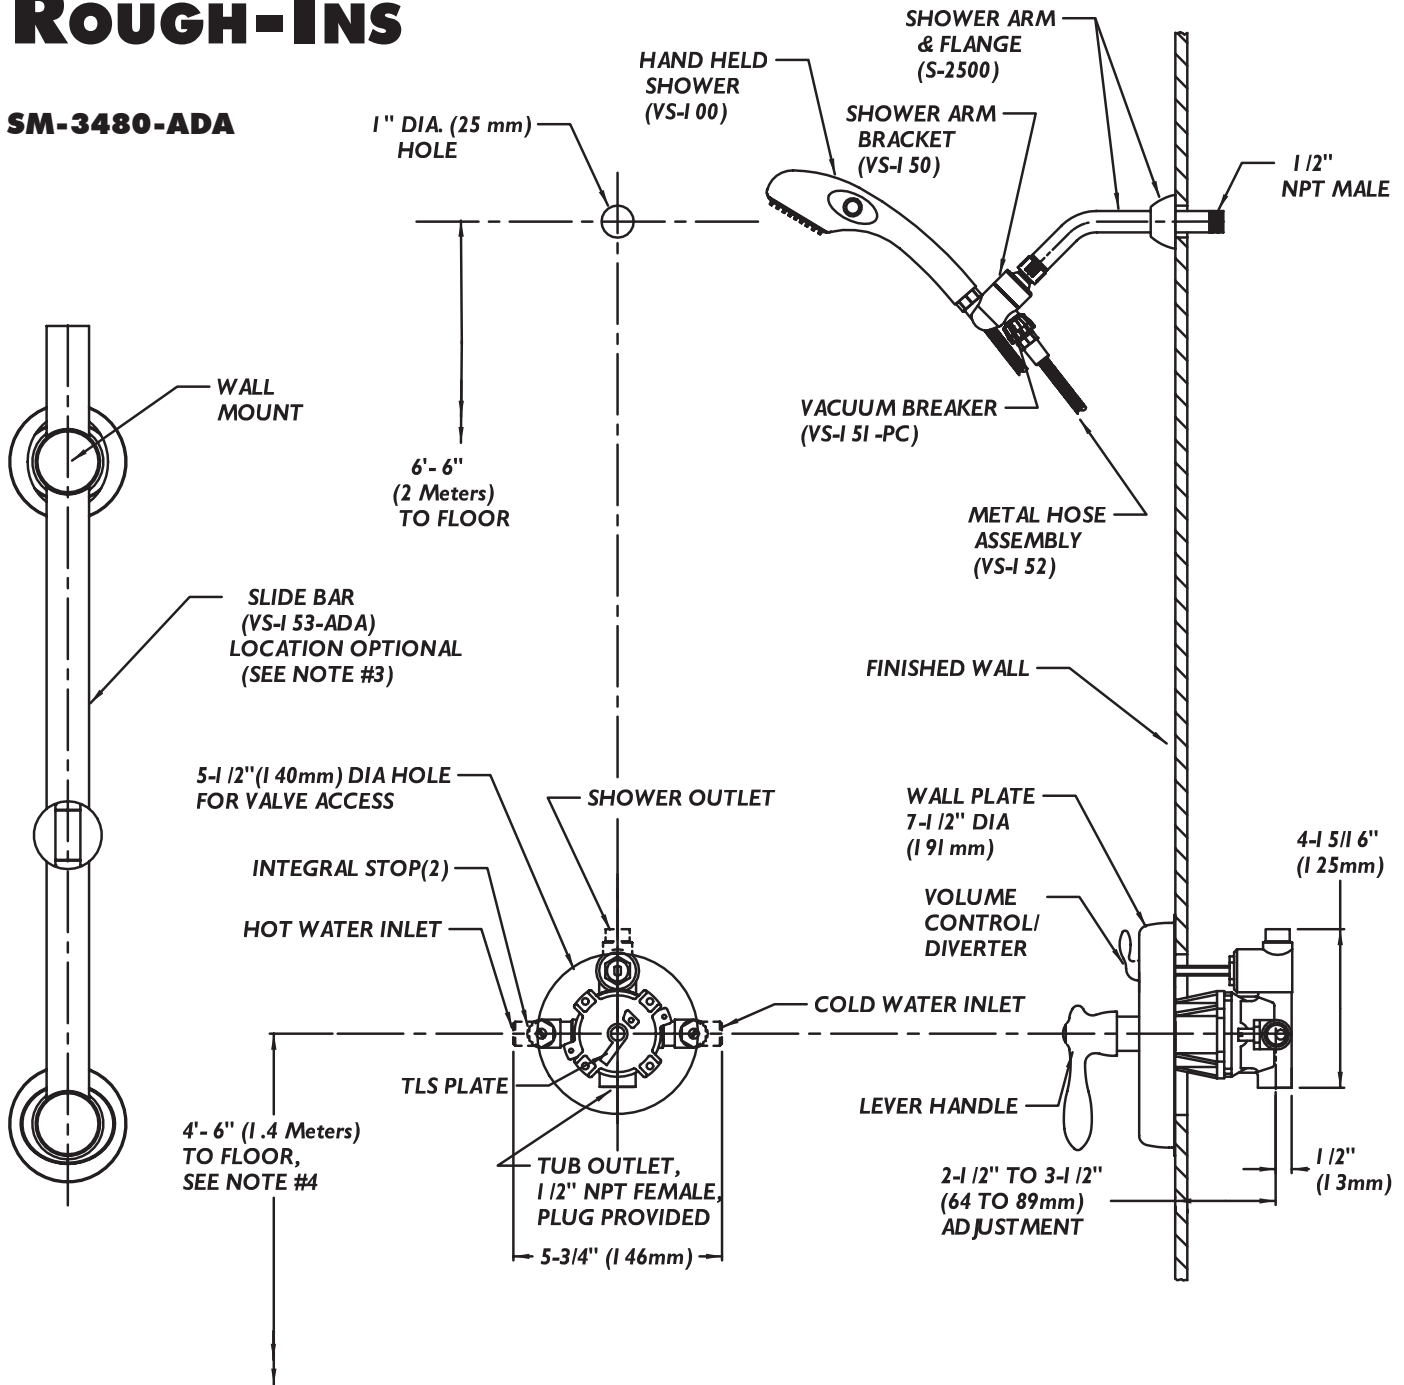 ROUGH-INS
SM-3480-ADA
1" DIA. (25 mm)
HOLE
HAND HELD
SHOWER
(VS-100)
SHOWER ARM
& FLANGE
(S-2500)
SHOWER ARM
BRACKET
(VS-150)
1/2"
NPT MALE
WALL
MOUNT
6'- 6"
(2 Meters)
TO FLOOR
VACUUM BREAKER
(VS-151-PC)
METAL HOSE
ASSEMBLY
(VS-152)
SLIDE BAR
(VS-153-ADA)
LOCATION OPTIONAL
(SEE NOTE #3)
FINISHED WALL
5-1/2"(140mm) DIA HOLE
FOR VALVE ACCESS
SHOWER OUTLET
WALL PLATE
7-1/2" DIA
(191 mm)
4-15/16"
(125mm)
INTEGRAL STOP(2)
VOLUME
CONTROL/
DIVERTER
HOT WATER INLET
COLD WATER INLET
TLS PLATE
LEVER HANDLE
4'- 6" (1.4 Meters)
TO FLOOR,
SEE NOTE #4
TUB OUTLET,
1/2" NPT FEMALE,
PLUG PROVIDED
5-3/4" (146mm)
2-1/2" TO 3-1/2"
(64 TO 89mm)
ADJUSTMENT
1/2"
(13mm)